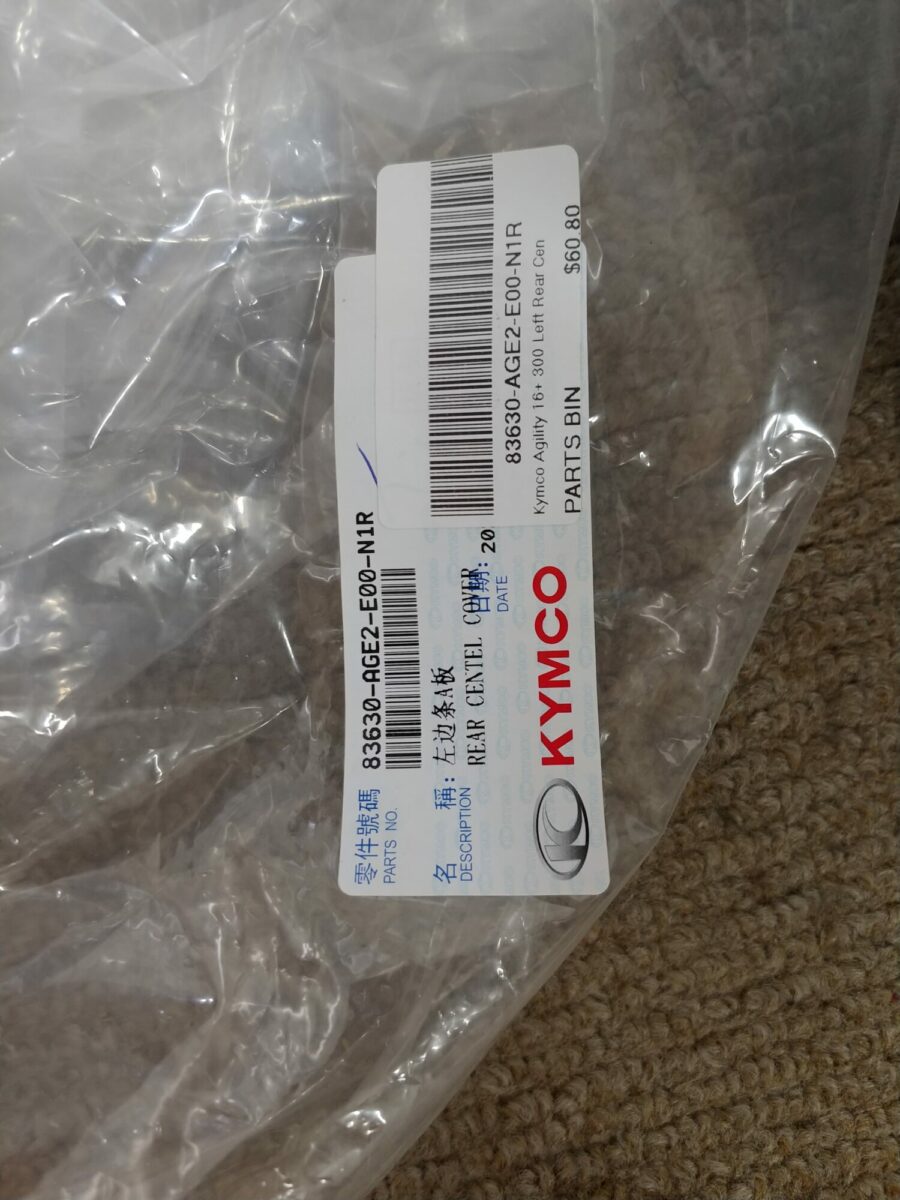 零件號碼 83630-AGE2-E00-N1R
PARTS NO.
名 稱: 左边条A板
DESCRIPTION REAR CENTEL COVER
日期: 20
DATE
KYMCO
83630-AGE2-E00-N1R
Kymco Agility 16+ 300 Left Rear Cen
PARTS BIN $60.80